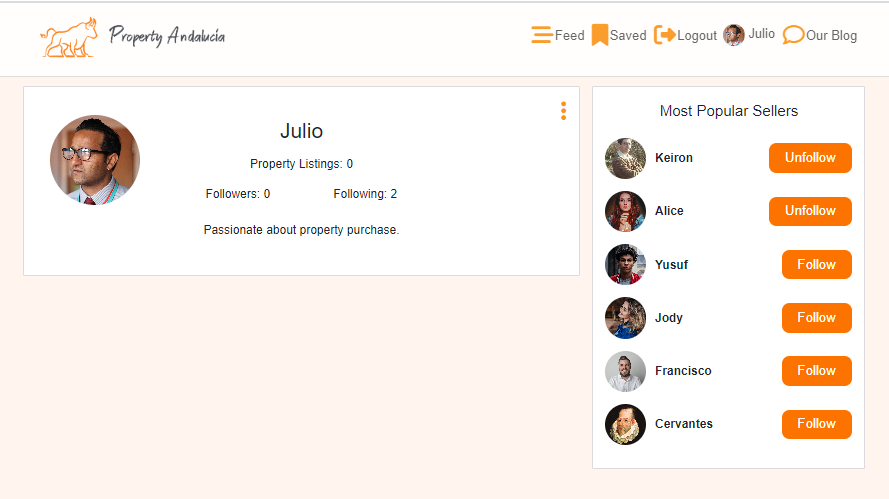 Property Andalucía
Feed Saved Logout Julio Our Blog
Julio
Property Listings: 0
Followers: 0 Following: 2
Passionate about property purchase.
Most Popular Sellers
Keiron Unfollow
Alice Unfollow
Yusuf Follow
Jody Follow
Francisco Follow
Cervantes Follow